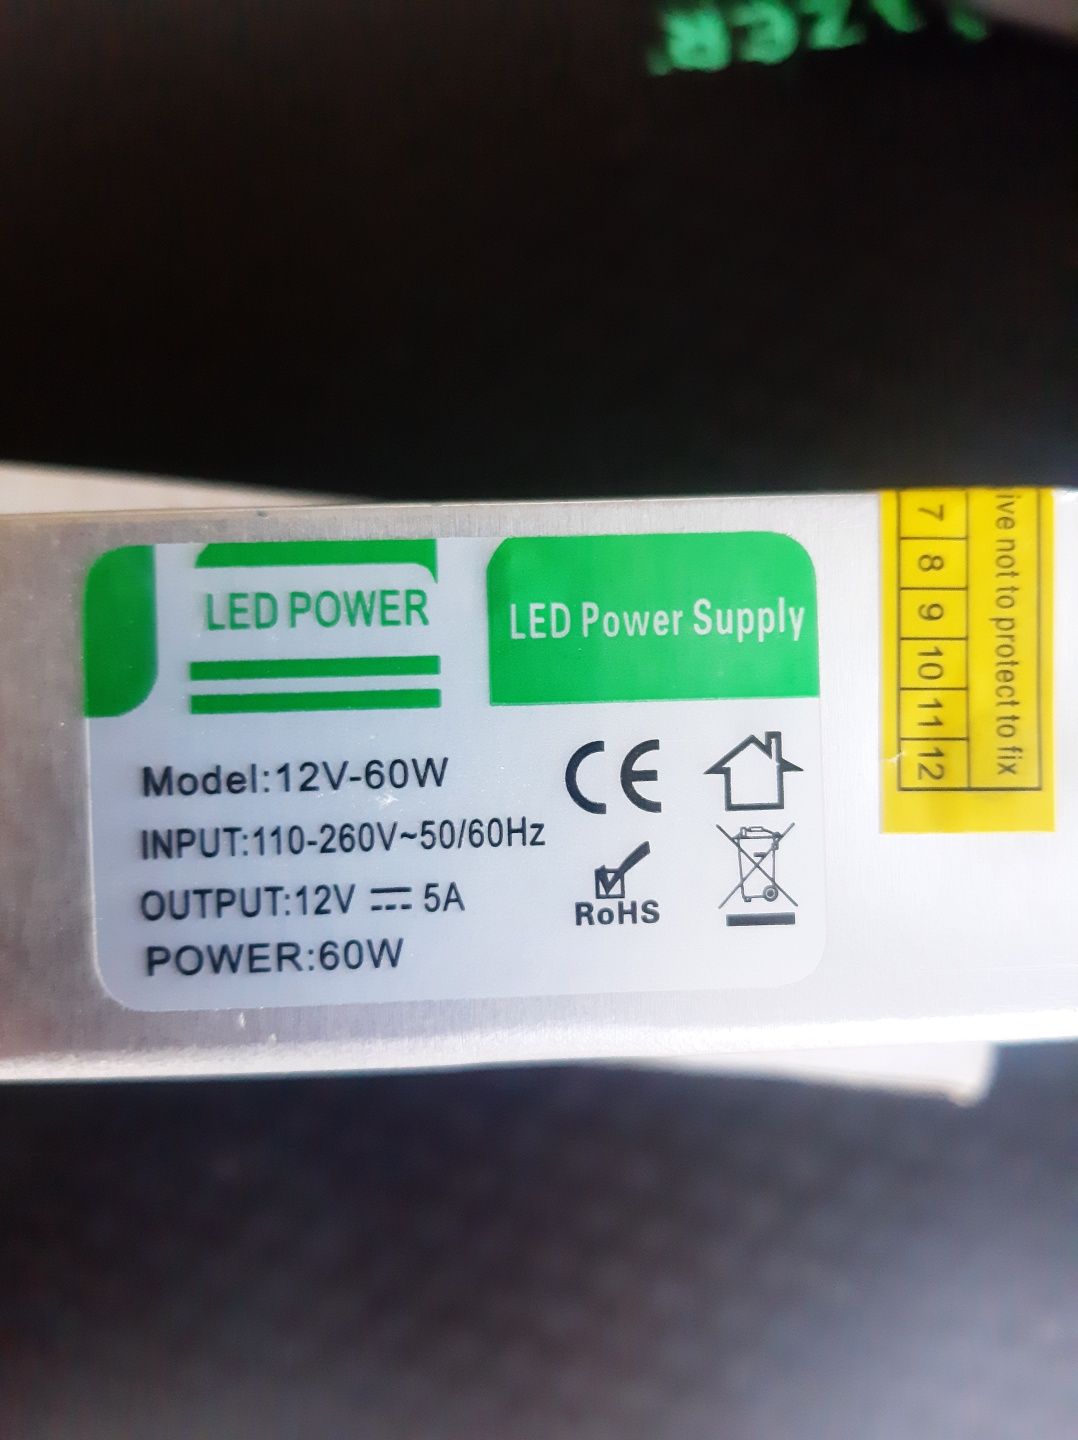 LED POWER
LED Power Supply
Model:12V-60W
INPUT:110-260V~50/60Hz
OUTPUT:12V ⎓ 5A
POWER:60W
CE
RoHS
7
8
9
10
11
12
ive not to protect to fix